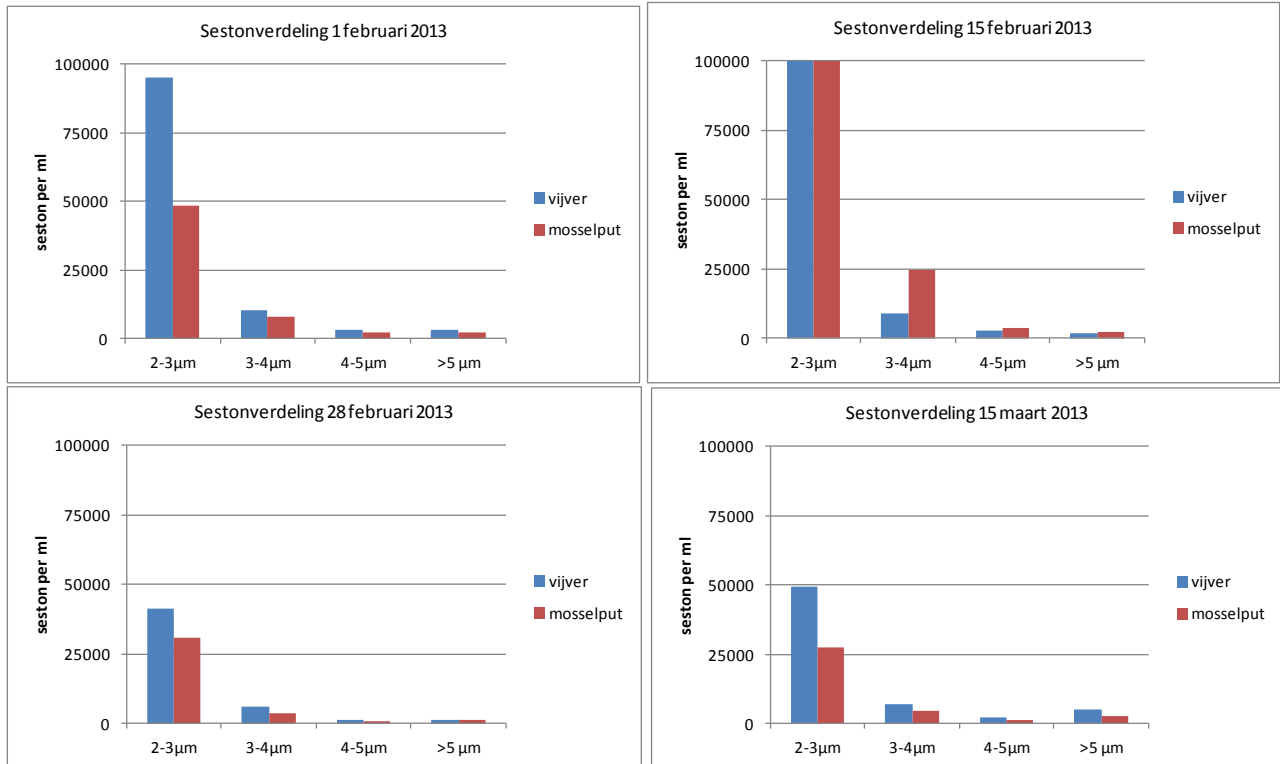 Sestonverdeling 1 februari 2013
100000
75000
50000
25000
0
seston per ml
2-3µm 3-4µm 4-5µm >5 µm
vijver
mosselput
Sestonverdeling 15 februari 2013
100000
75000
50000
25000
0
seston per ml
2-3µm 3-4µm 4-5µm >5 µm
vijver
mosselput
Sestonverdeling 28 februari 2013
100000
75000
50000
25000
0
seston per ml
2-3µm 3-4µm 4-5µm >5 µm
vijver
mosselput
Sestonverdeling 15 maart 2013
100000
75000
50000
25000
0
seston per ml
2-3µm 3-4µm 4-5µm >5 µm
vijver
mosselput